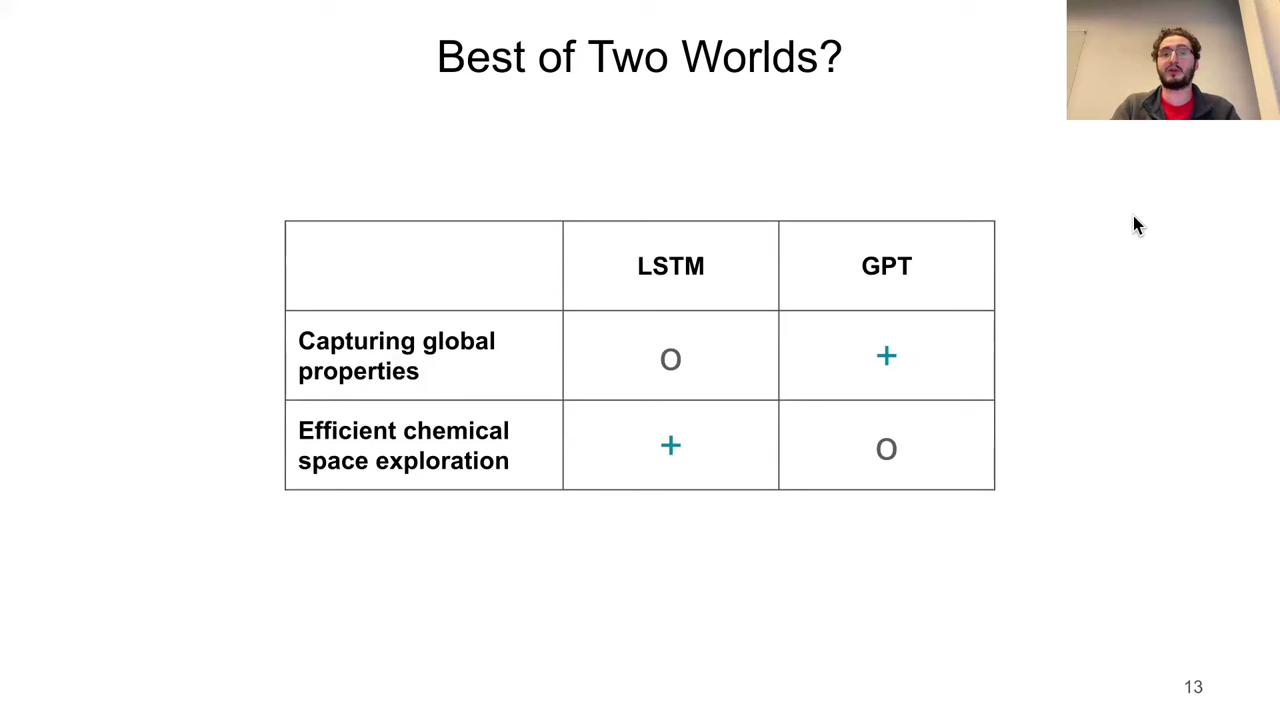 Best of Two Worlds?
LSTM
GPT
Capturing global
properties
o
+
Efficient chemical
space exploration
+
o
13